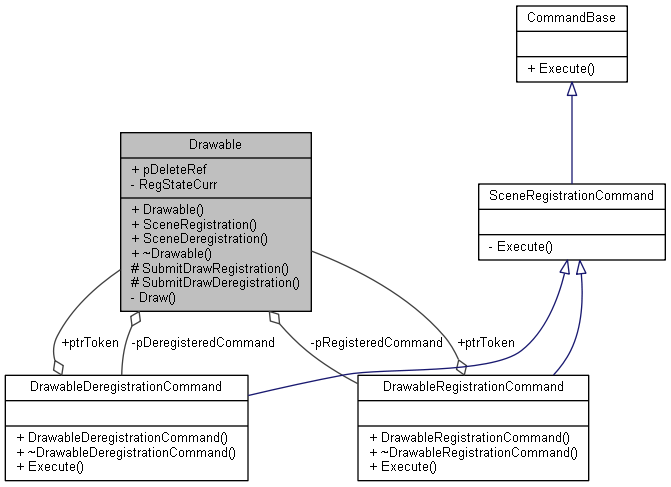 CommandBase
+ Execute()
Drawable
+ pDeleteRef
- RegStateCurr
+ Drawable()
+ SceneRegistration()
+ SceneDeregistration()
+ ~Drawable()
# SubmitDrawRegistration()
# SubmitDrawDeregistration()
- Draw()
SceneRegistrationCommand
- Execute()
+ptrToken
-pDeregisteredCommand
-pRegisteredCommand
+ptrToken
DrawableDeregistrationCommand
+ DrawableDeregistrationCommand()
+ ~DrawableDeregistrationCommand()
+ Execute()
DrawableRegistrationCommand
+ DrawableRegistrationCommand()
+ ~DrawableRegistrationCommand()
+ Execute()